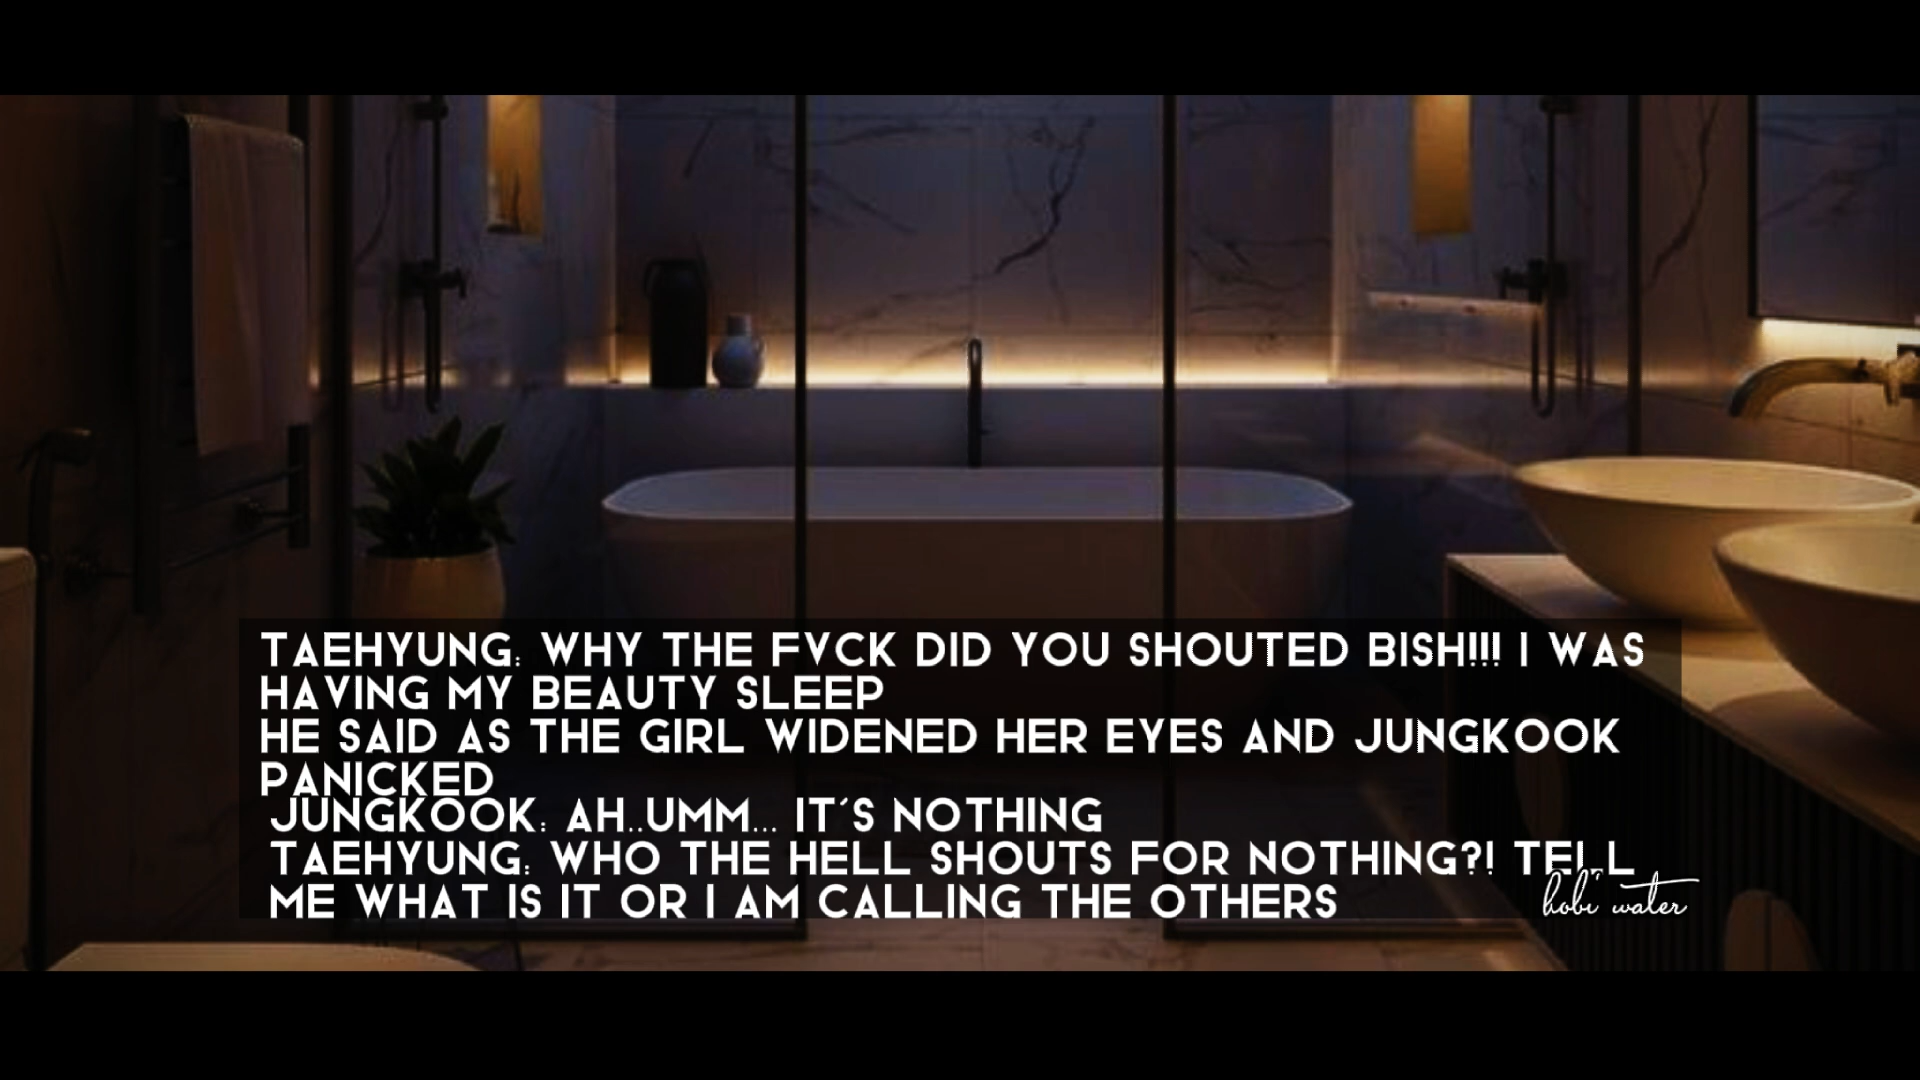 TAEHYUNG: WHY THE FVCK DID YOU SHOUTED BISH!!! I WAS
HAVING MY BEAUTY SLEEP
HE SAID AS THE GIRL WIDENED HER EYES AND JUNGKOOK
PANICKED
JUNGKOOK: AH..UMM... IT'S NOTHING
TAEHYUNG: WHO THE HELL SHOUTS FOR NOTHING?! TELL
ME WHAT IS IT OR I AM CALLING THE OTHERS
hobi water